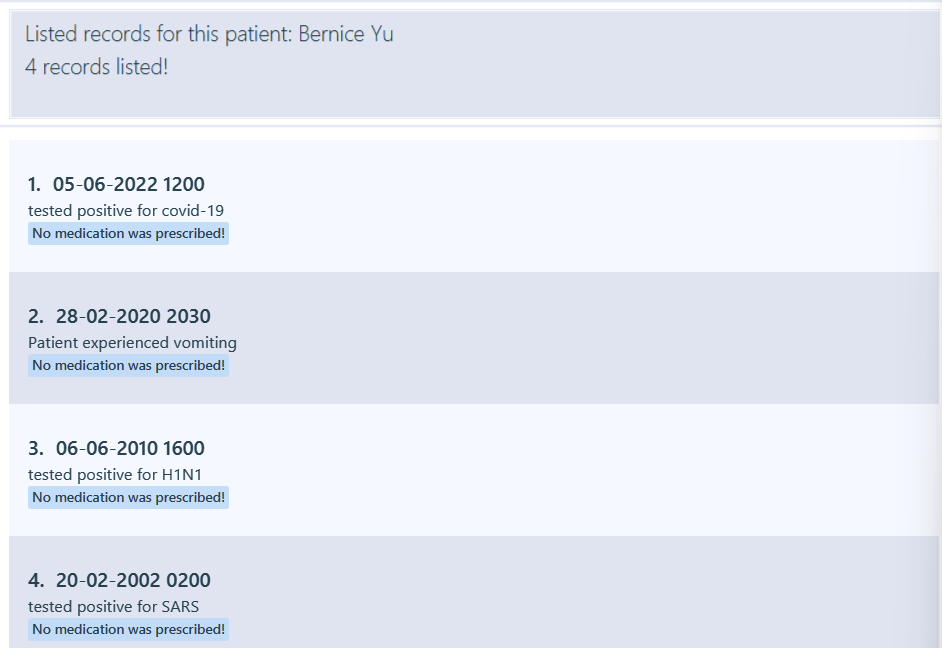 Listed records for this patient: Bernice Yu
4 records listed!
1. 05-06-2022 1200
tested positive for covid-19
No medication was prescribed!
2. 28-02-2020 2030
Patient experienced vomiting
No medication was prescribed!
3. 06-06-2010 1600
tested positive for H1N1
No medication was prescribed!
4. 20-02-2002 0200
tested positive for SARS
No medication was prescribed!